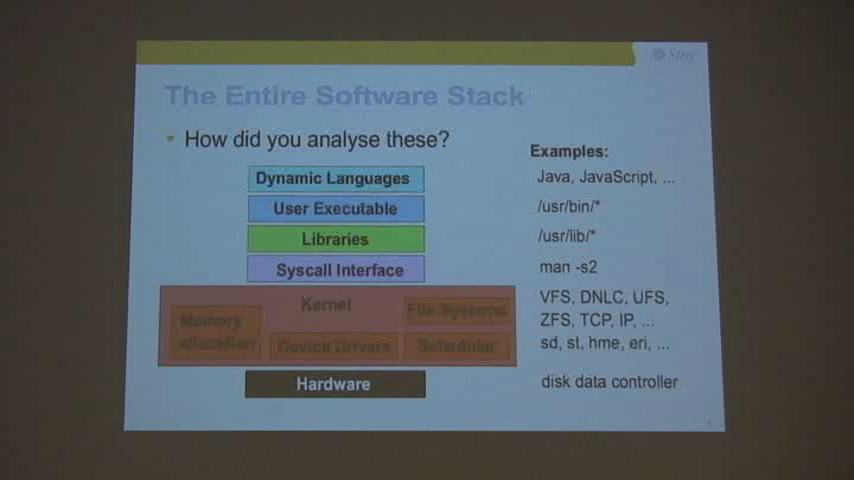 Sun
The Entire Software Stack
How did you analyse these?
Examples:
Dynamic Languages
Java, JavaScript, ...
User Executable
/usr/bin/*
Libraries
/usr/lib/*
Syscall Interface
man -s2
Kernel
VFS, DNLC, UFS,
File Systems
Memory
ZFS, TCP, IP, ...
allocation
Device Drivers
Scheduler
sd, st, hme, eri, ...
Hardware
disk data controller